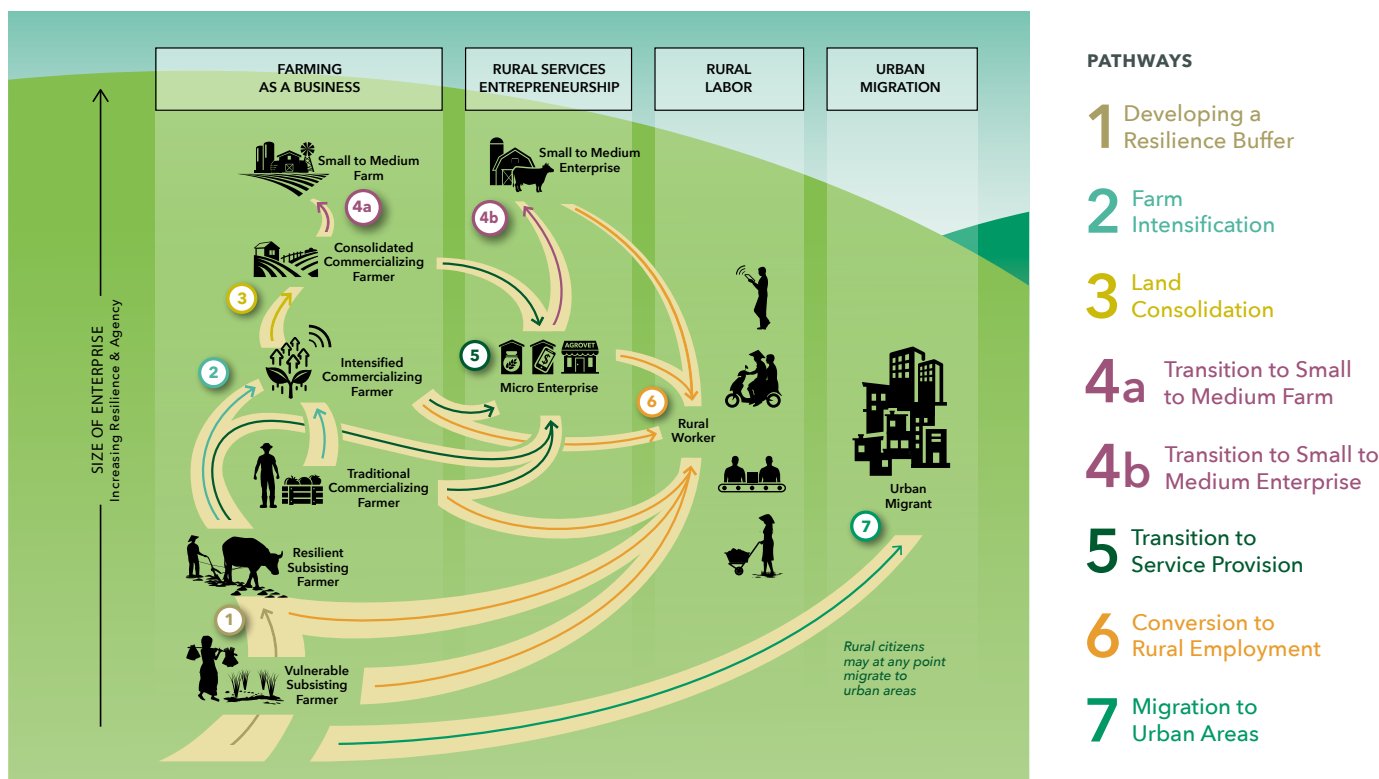 FARMING
AS A BUSINESS
RURAL SERVICES
ENTREPRENEURSHIP
RURAL
LABOR
URBAN
MIGRATION
SIZE OF ENTERPRISE
Increasing Resilience & Agency
Small to Medium
Farm
4a
Small to Medium
Enterprise
4b
Consolidated
Commercializing
Farmer
3
Intensified
Commercializing
Farmer
2
5
AGROVET
$
Micro Enterprise
6
Rural
Worker
Traditional
Commercializing
Farmer
Urban
Migrant
7
Resilient
Subsisting
Farmer
1
Vulnerable
Subsisting
Farmer
Rural citizens
may at any point
migrate to
urban areas
PATHWAYS
1 Developing a
Resilience Buffer
2 Farm
Intensification
3 Land
Consolidation
4a Transition to Small
to Medium Farm
4b Transition to Small to
Medium Enterprise
5 Transition to
Service Provision
6 Conversion to
Rural Employment
7 Migration to
Urban Areas